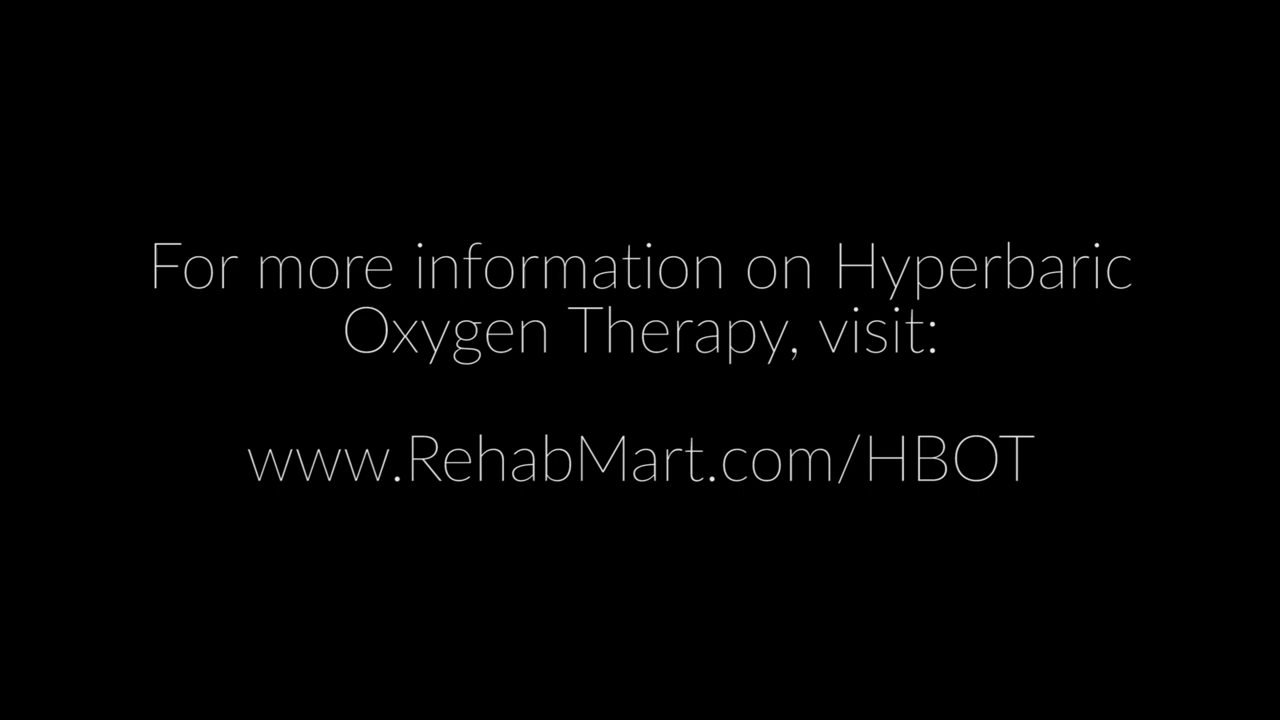 For more information on Hyperbaric
Oxygen Therapy, visit:
www.RehabMart.com/HBOT